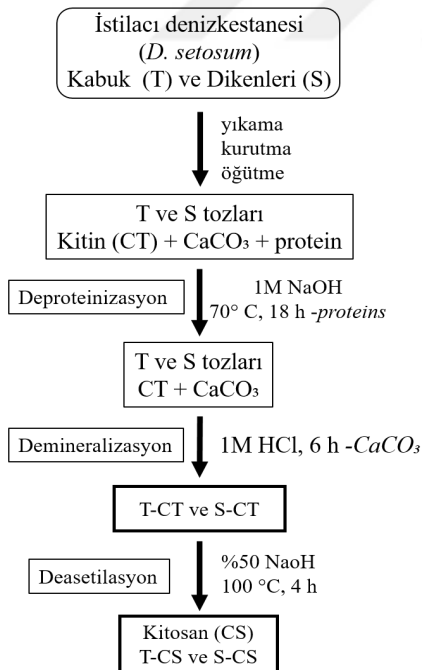 İstilacı denizkestanesi
(D. setosum)
Kabuk (T) ve Dikenleri (S)
yıkama
kurutma
öğütme
T ve S tozları
Kitin (CT) + CaCO₃ + protein
Deproteinizasyon
1M NaOH
70° C, 18 h -proteins
T ve S tozları
CT + CaCO₃
Demineralizasyon
1M HCl, 6 h -CaCO₃
T-CT ve S-CT
Deasetilasyon
%50 NaoH
100 °C, 4 h
Kitosan (CS)
T-CS ve S-CS